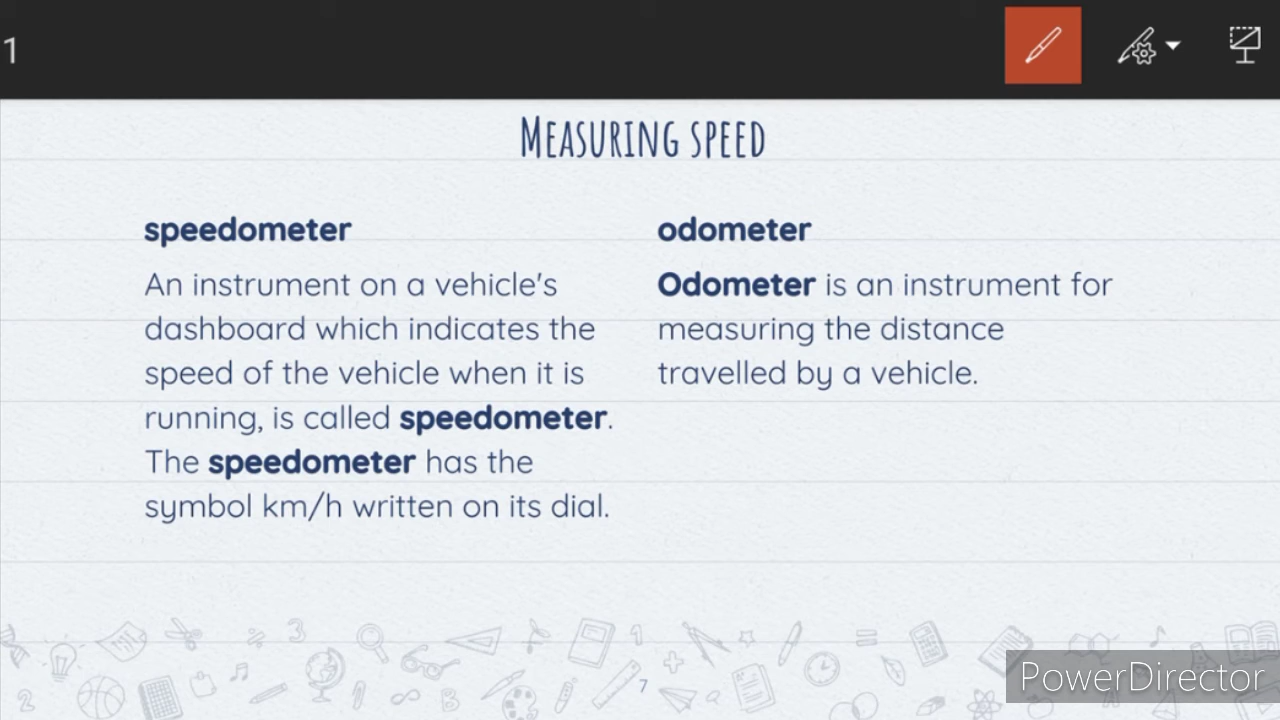 1
Measuring speed
speedometer
An instrument on a vehicle's
dashboard which indicates the
speed of the vehicle when it is
running, is called speedometer.
The speedometer has the
symbol km/h written on its dial.
odometer
Odometer is an instrument for
measuring the distance
travelled by a vehicle.
7
PowerDirector